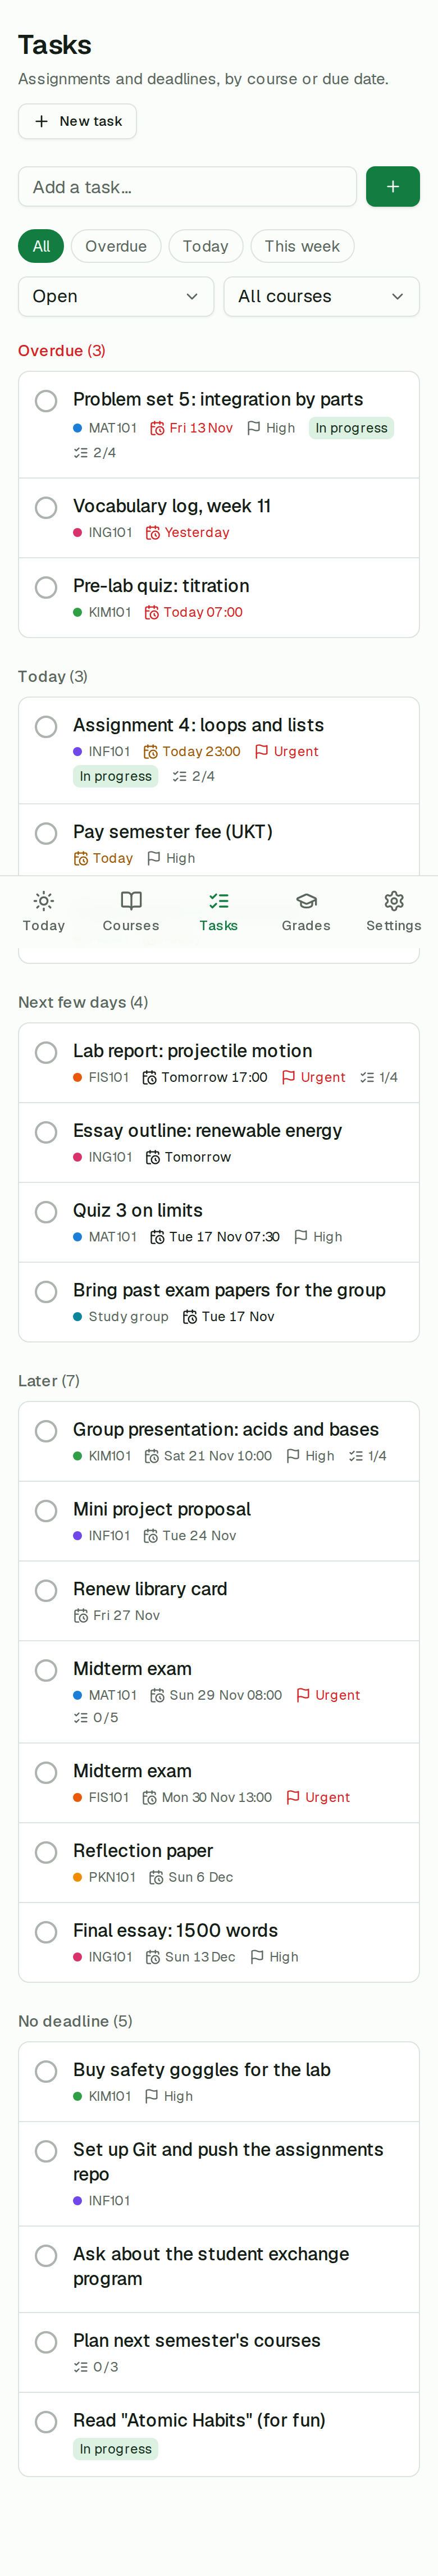 Tasks
Assignments and deadlines, by course or due date.
New task
Add a task...
All Overdue Today This week
Open All courses
Overdue (3)
Problem set 5: integration by parts
MAT101 Fri 13 Nov High In progress
2/4
Vocabulary log, week 11
ING101 Yesterday
Pre-lab quiz: titration
KIM101 Today 07:00
Today (3)
Assignment 4: loops and lists
INF101 Today 23:00 Urgent
In progress 2/4
Pay semester fee (UKT)
Today High
Today Courses Tasks Grades Settings
Next few days (4)
Lab report: projectile motion
FIS101 Tomorrow 17:00 Urgent 1/4
Essay outline: renewable energy
ING101 Tomorrow
Quiz 3 on limits
MAT101 Tue 17 Nov 07:30 High
Bring past exam papers for the group
Study group Tue 17 Nov
Later (7)
Group presentation: acids and bases
KIM101 Sat 21 Nov 10:00 High 1/4
Mini project proposal
INF101 Tue 24 Nov
Renew library card
Fri 27 Nov
Midterm exam
MAT101 Sun 29 Nov 08:00 Urgent
0/5
Midterm exam
FIS101 Mon 30 Nov 13:00 Urgent
Reflection paper
PKN101 Sun 6 Dec
Final essay: 1500 words
ING101 Sun 13 Dec High
No deadline (5)
Buy safety goggles for the lab
KIM101 High
Set up Git and push the assignments
repo
INF101
Ask about the student exchange
program
Plan next semester's courses
0/3
Read "Atomic Habits" (for fun)
In progress